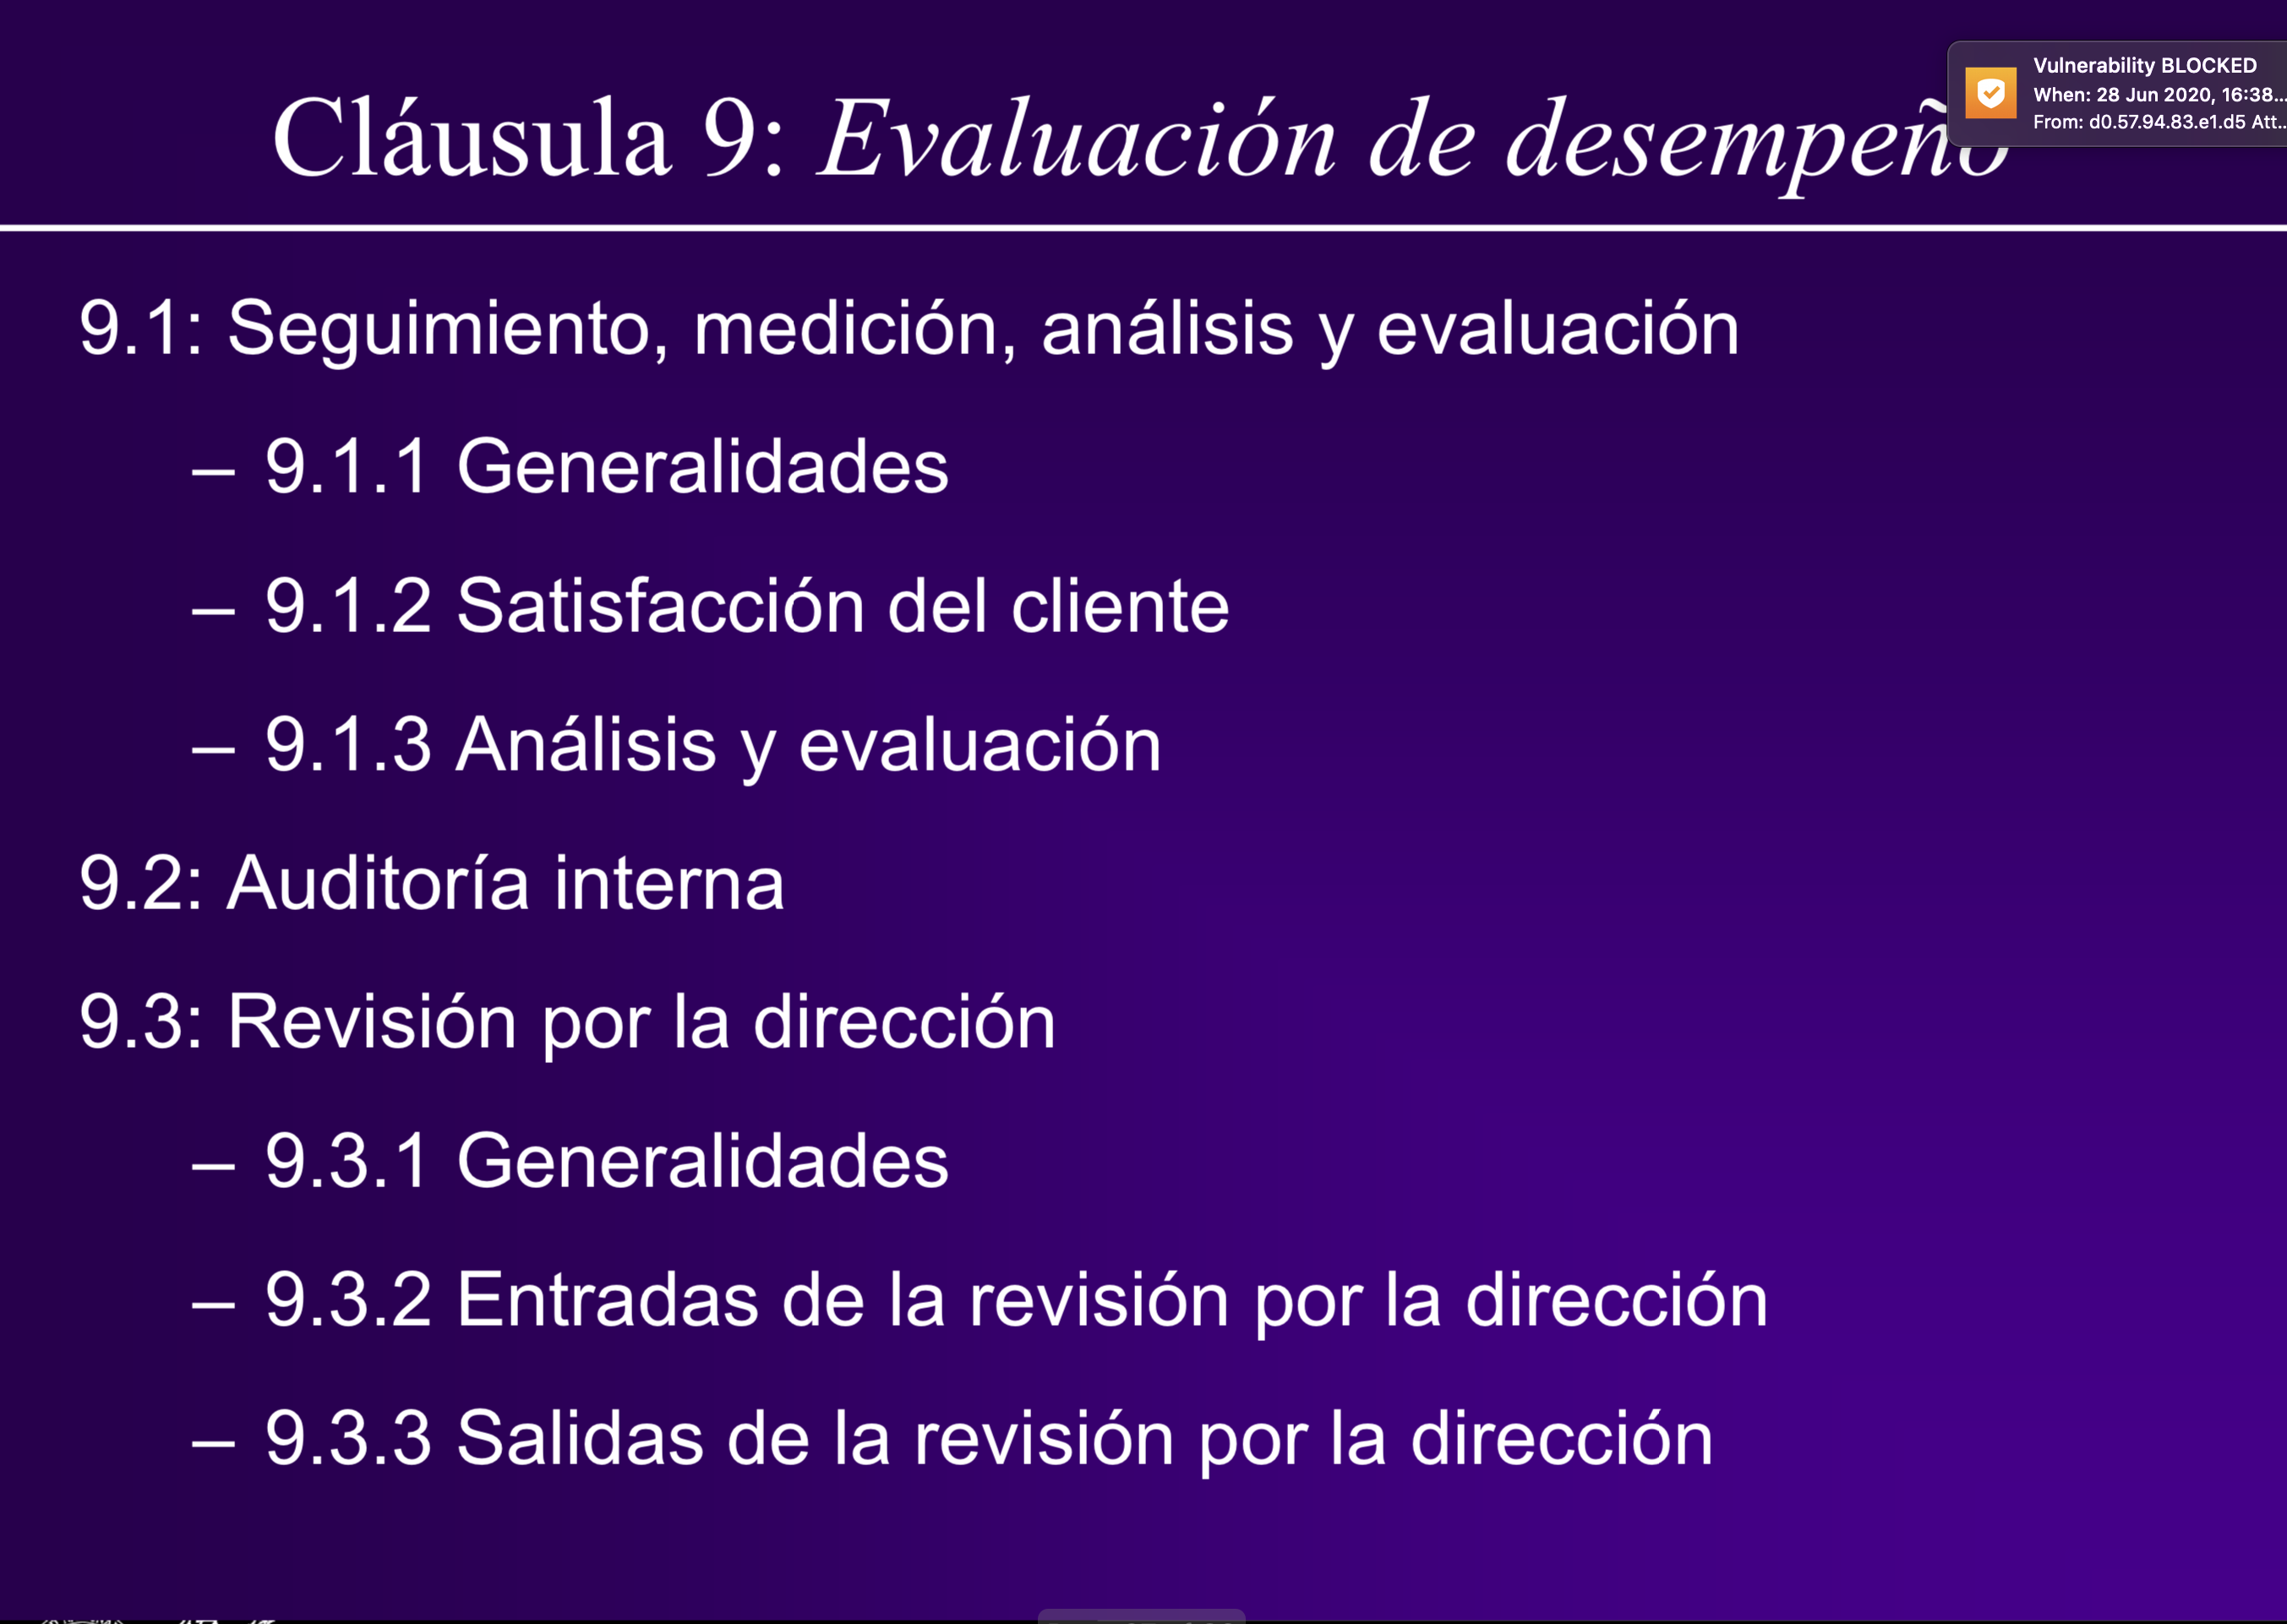 Cláusula 9: Evaluación de desempeño
Vulnerability BLOCKED
When: 28 Jun 2020, 16:38...
From: d0.57.94.83.e1.d5 Att...
9.1: Seguimiento, medición, análisis y evaluación
– 9.1.1 Generalidades
– 9.1.2 Satisfacción del cliente
– 9.1.3 Análisis y evaluación
9.2: Auditoría interna
9.3: Revisión por la dirección
– 9.3.1 Generalidades
– 9.3.2 Entradas de la revisión por la dirección
– 9.3.3 Salidas de la revisión por la dirección